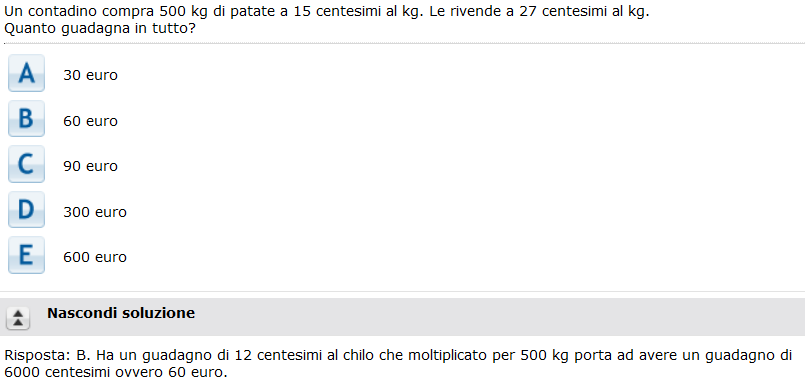 Un contadino compra 500 kg di patate a 15 centesimi al kg. Le rivende a 27 centesimi al kg.
Quanto guadagna in tutto?
A 30 euro
B 60 euro
C 90 euro
D 300 euro
E 600 euro
Nascondi soluzione
Risposta: B. Ha un guadagno di 12 centesimi al chilo che moltiplicato per 500 kg porta ad avere un guadagno di
6000 centesimi ovvero 60 euro.